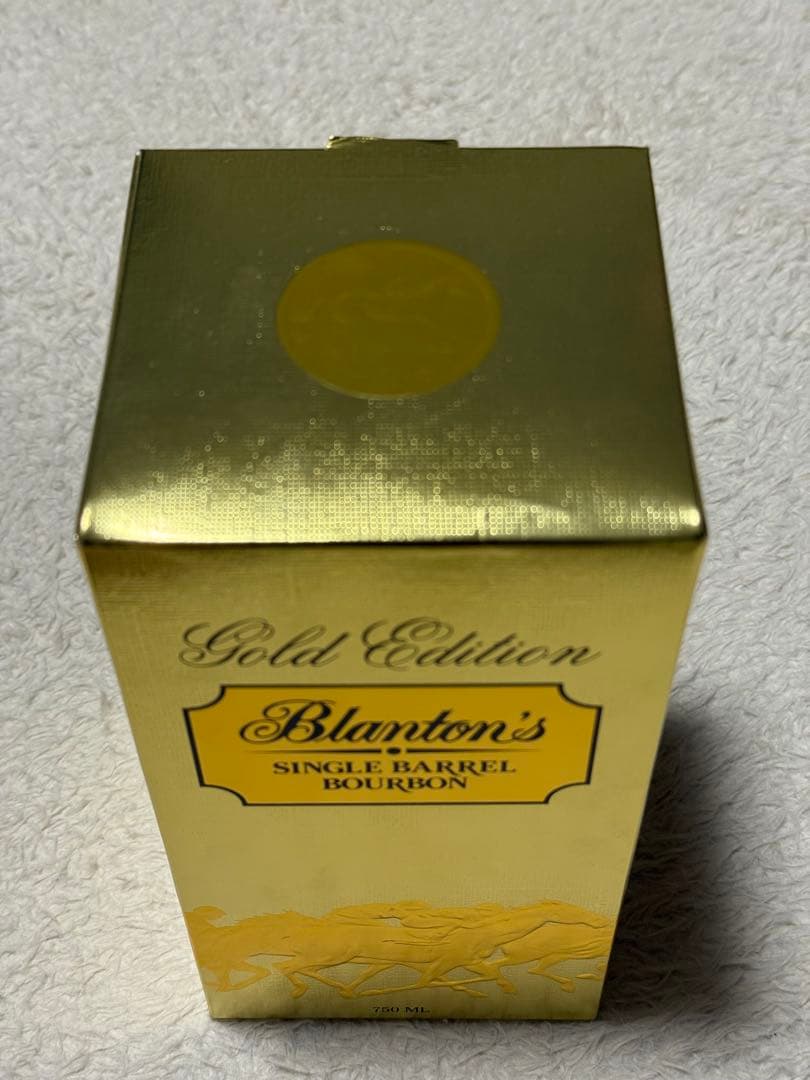 Gold Edition
Blanton's
SINGLE BARREL
BOURBON
750 ML